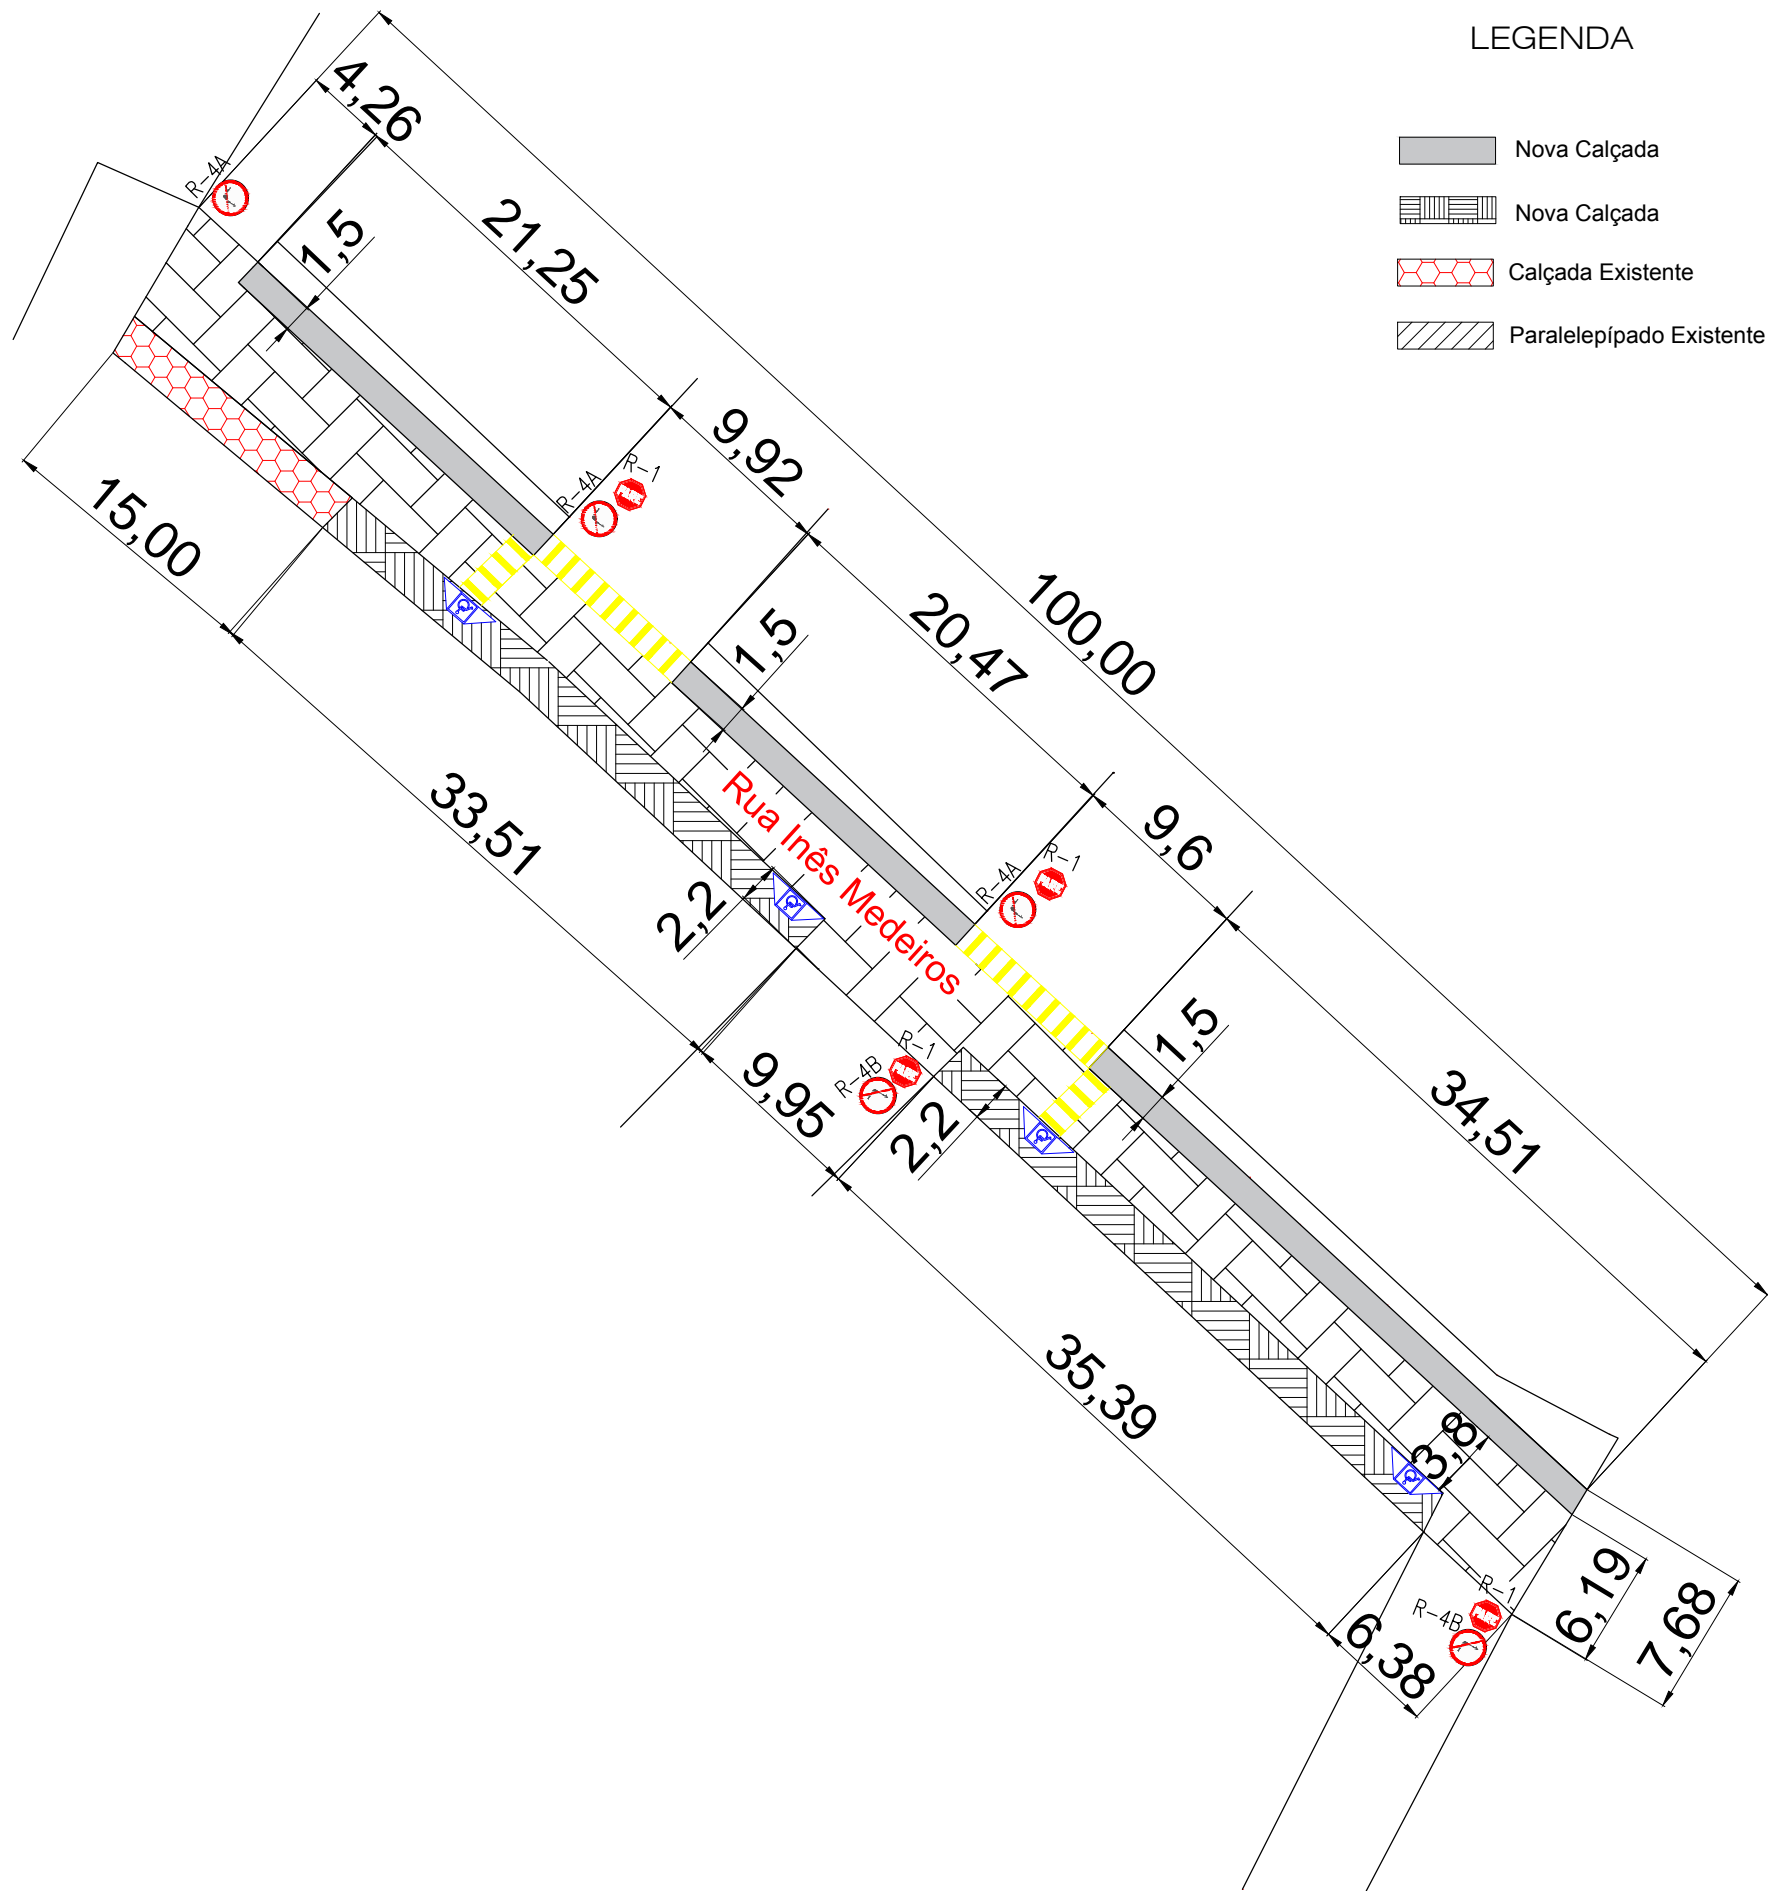 LEGENDA
Nova Calçada
Nova Calçada
Calçada Existente
Paralelepípado Existente
4,26
R-4A
1,5
21,25
9,92
R-4A
R-1
15,00
100,00
20,47
1,5
33,51
Rua Inês Medeiros
2,2
9,6
R-4A
R-1
1,5
34,51
R-4B
R-1
9,95
2,2
35,39
3,8
R-4B
R-1
6,38
6,19
7,68